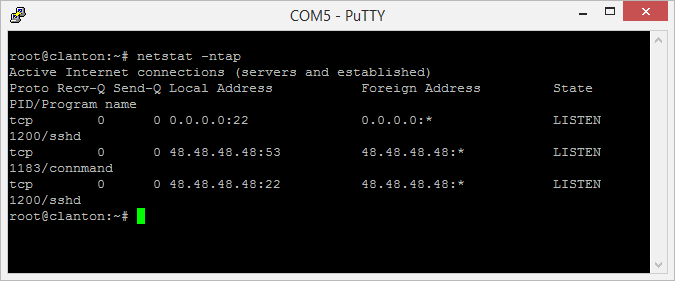 COM5 - PuTTY
root@clanton:~# netstat -ntap
Active Internet connections (servers and established)
Proto Recv-Q Send-Q Local Address           Foreign Address         State
PID/Program name
tcp        0      0 0.0.0.0:22              0.0.0.0:*               LISTEN
1200/sshd
tcp        0      0 48.48.48.48:53          48.48.48.48:*           LISTEN
1183/connmand
tcp        0      0 48.48.48.48:22          48.48.48.48:*           LISTEN
1200/sshd
root@clanton:~#